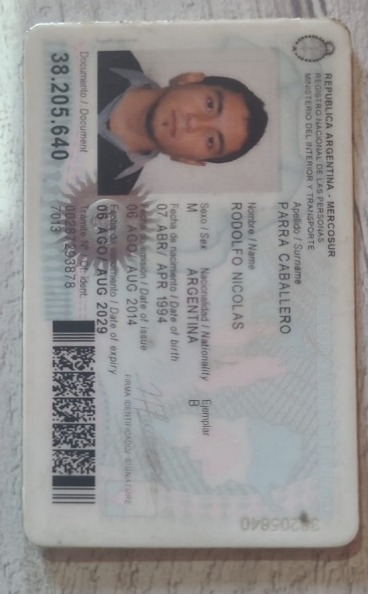 REPUBLICA ARGENTINA - MERCOSUR
REGISTRO NACIONAL DE LAS PERSONAS
MINISTERIO DEL INTERIOR Y TRANSPORTE
Apellido / Surname
PARRA CABALLERO
Nombre / Name
RODOLFO NICOLAS
Sexo / Sex Nacionalidad / Nationality Ejemplar
M ARGENTINA B
Fecha de nacimiento / Date of birth
07 ABR/ APR 1994
Fecha de emisión / Date of issue
06 AGO/ AUG 2014
FIRMA IDENTIFICADO/ SIGNATURE
Fecha de vencimiento / Date of expiry
06 AGO/ AUG 2029
Documento / Document
38.205.640
Trámite Nº / Of. ident.
00287293878
7013